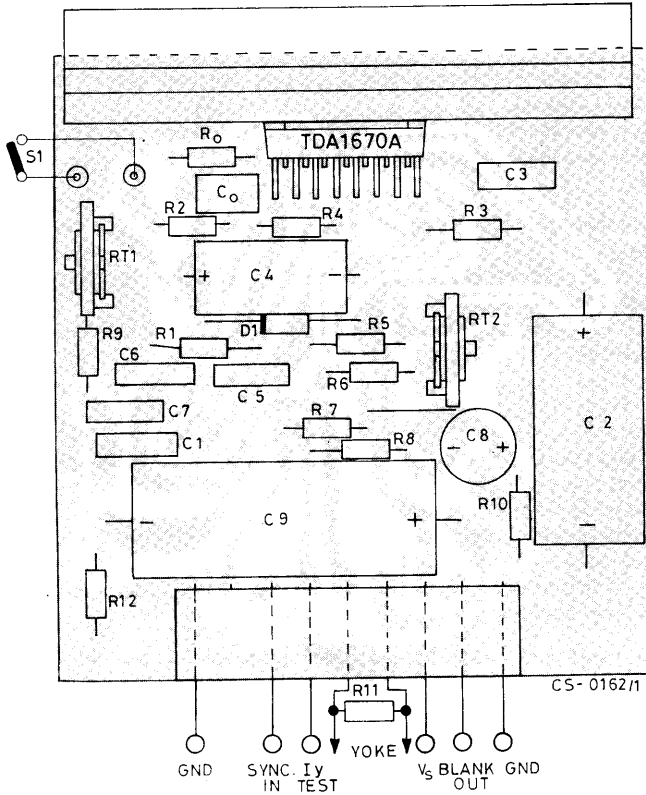 TDA1670A
S1
Ro
C3
Co
R2
R4
R3
RT1
+ C4 -
D1
RT2
R9
R1
R5
+
C6
C5
R6
C7
R7
C8
C2
C1
R8
- +
- C9 +
R10
-
R12
CS-0162/1
R11
YOKE
GND
SYNC. IN
Iy TEST
VS
BLANK OUT
GND